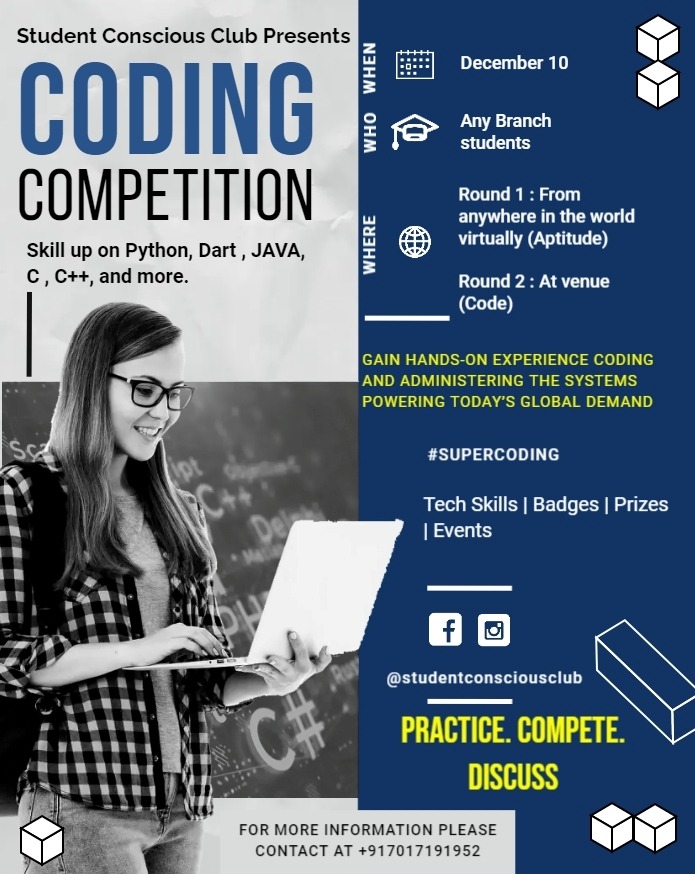 Student Conscious Club Presents
CODING
COMPETITION
Skill up on Python, Dart , JAVA,
C , C++, and more.
WHEN
December 10
WHO
Any Branch
students
WHERE
Round 1 : From
anywhere in the world
virtually (Aptitude)
Round 2 : At venue
(Code)
GAIN HANDS-ON EXPERIENCE CODING
AND ADMINISTERING THE SYSTEMS
POWERING TODAY'S GLOBAL DEMAND
#SUPERCODING
Tech Skills | Badges | Prizes
| Events
@studentconsciousclub
PRACTICE. COMPETE.
DISCUSS
C++
C#
FOR MORE INFORMATION PLEASE
CONTACT AT +917017191952